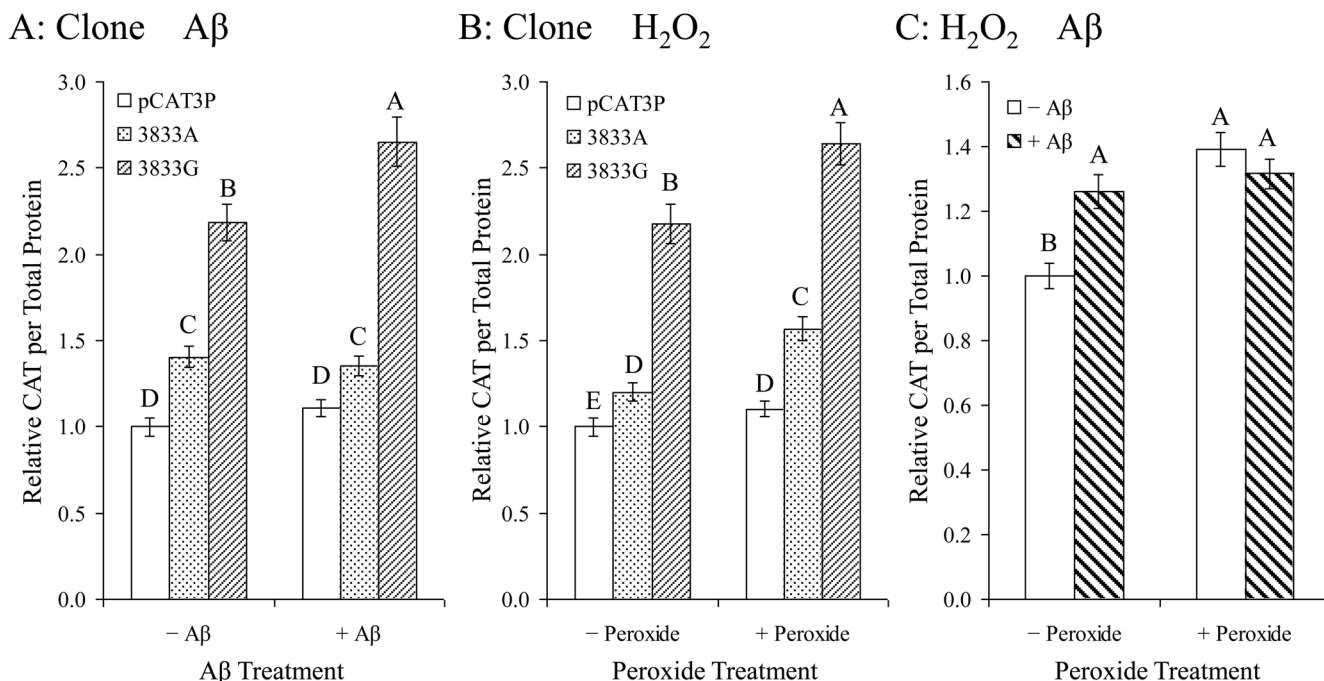 A: Clone Aβ
Relative CAT per Total Protein
3.0
2.5
2.0
1.5
1.0
0.5
0.0
pCAT3P
3833A
3833G
D
C
B
D
C
A
− Aβ
+ Aβ
Aβ Treatment
B: Clone H₂O₂
Relative CAT per Total Protein
3.0
2.5
2.0
1.5
1.0
0.5
0.0
pCAT3P
3833A
3833G
E
D
B
D
C
A
− Peroxide
+ Peroxide
Peroxide Treatment
C: H₂O₂ Aβ
Relative CAT per Total Protein
1.6
1.4
1.2
1.0
0.8
0.6
0.4
0.2
0.0
− Aβ
+ Aβ
B
A
A
A
− Peroxide
+ Peroxide
Peroxide Treatment